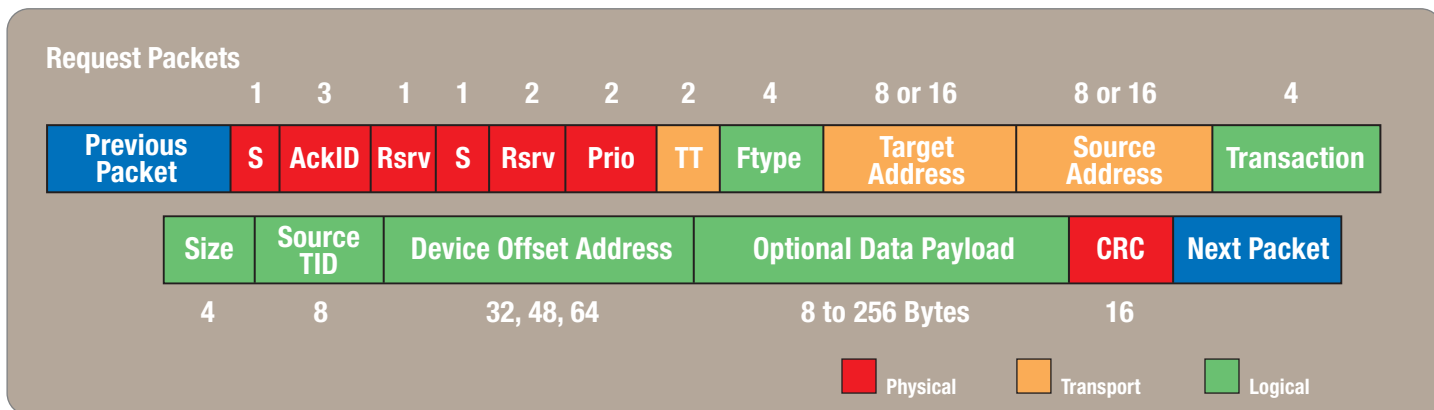 Request Packets
1 3 1 1 2 2 2 4 8 or 16 8 or 16 4
Previous Packet S AckID Rsrv S Rsrv Prio TT Ftype Target Address Source Address Transaction
Size Source TID Device Offset Address Optional Data Payload CRC Next Packet
4 8 32, 48, 64 8 to 256 Bytes 16
Physical Transport Logical